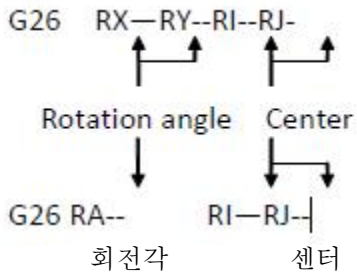 G26 RX—RY--RI--RJ-
Rotation angle Center
G26 RA-- RI—RJ--
회전각 센터